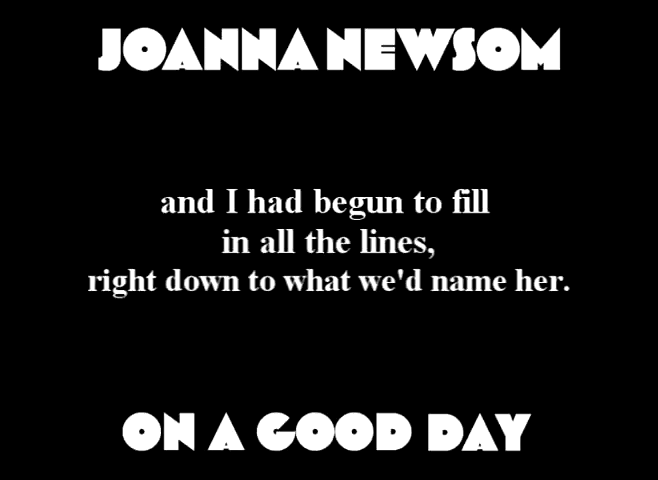 JOANNA NEWSOM
and I had begun to fill
in all the lines,
right down to what we'd name her.
ON A GOOD DAY